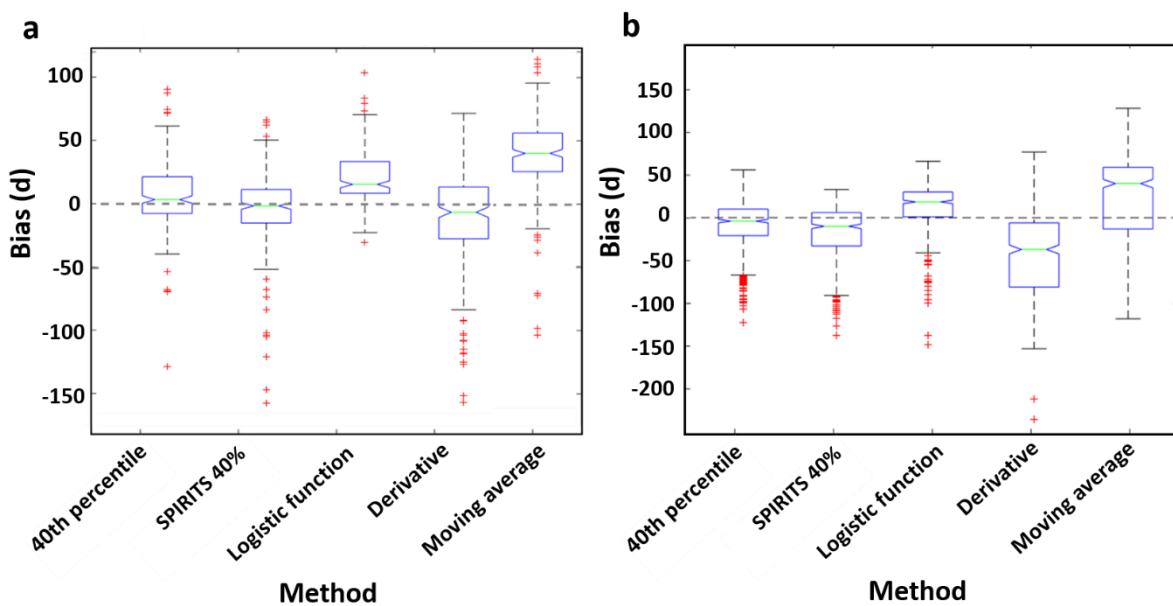 a
100
50
0
-50
-100
-150
Bias (d)
40th percentile
SPIRITS 40%
Logistic function
Derivative
Moving average
Method
b
150
100
50
0
-50
-100
-150
-200
Bias (d)
40th percentile
SPIRITS 40%
Logistic function
Derivative
Moving average
Method